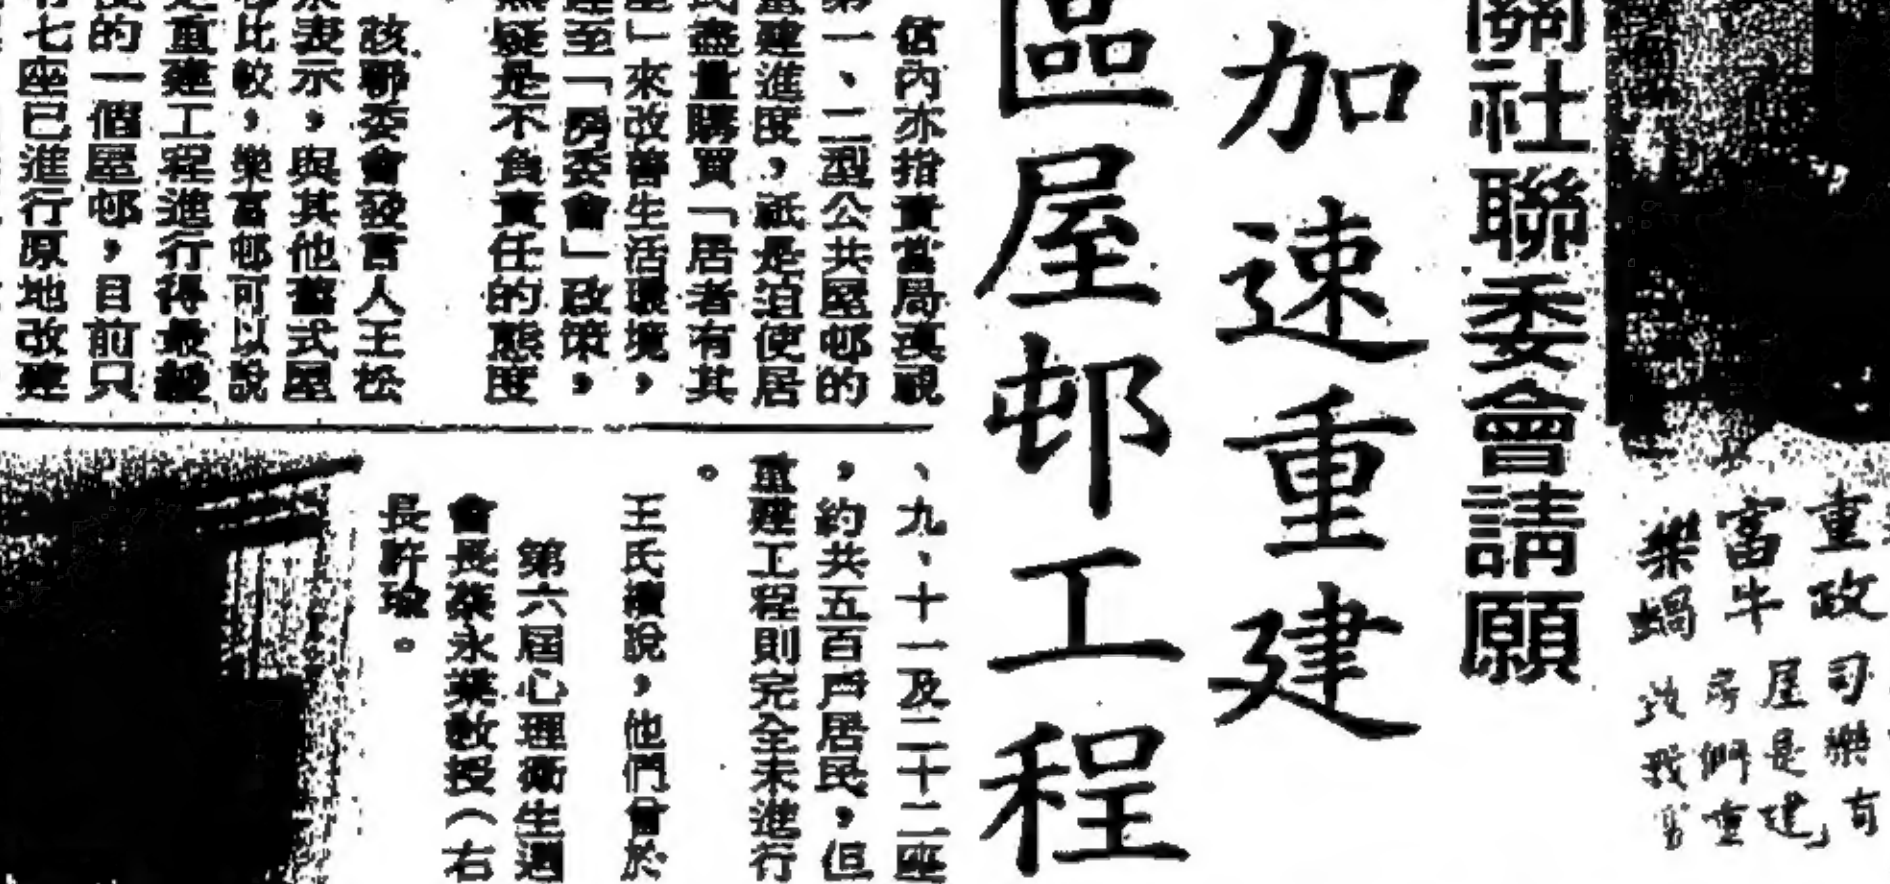 重政司樂有
富牛屋是建
樂蝸房們重
關社聯委會請願
加速重建
區屋邨工程
信內亦指責當局漠視
第一、二型公共屋邨的
重建進度，祇是迫使居
民盡量購買「居者有其
」來改善生活環境，
至「房委會」政策，
無疑是不負責任的態度
該聯委會發言人王松
表示，與其他舊式屋
比較，樂富邨可以說
是重建工程進行得最緩
的一個屋邨，目前只
七座已進行原地改建
、九、十一及二十二座
，約共五百戶居民，但
重建工程則完全未進行
。
王氏續說，他們曾於
第六屆心理衛生週
會長葉永業教授（右
長許瑜。